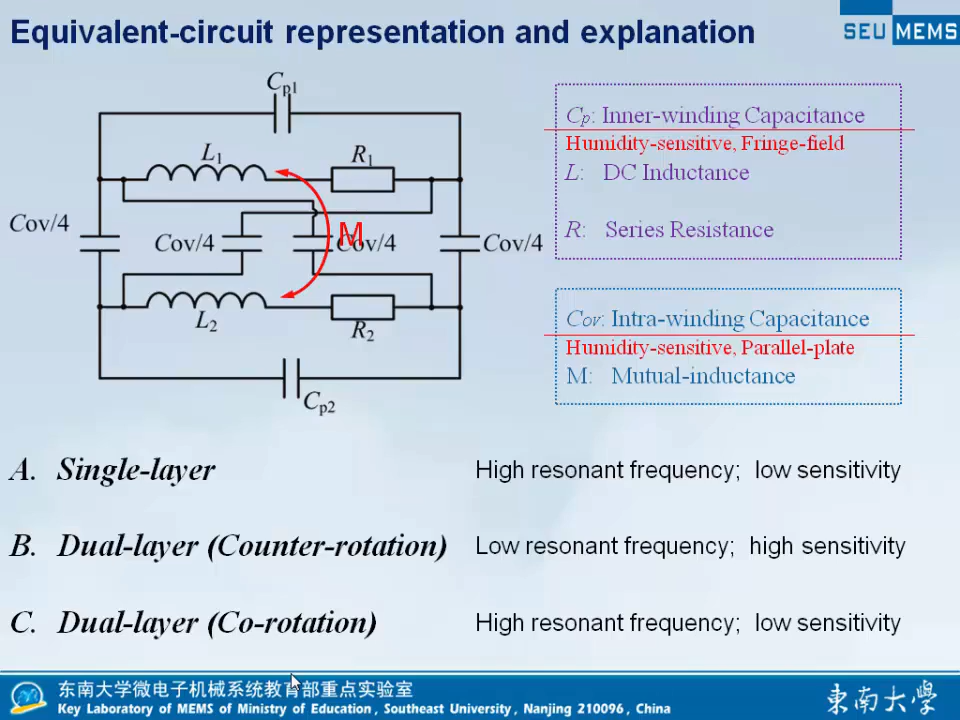 Equivalent-circuit representation and explanation
SEU MEMS
Cp1
L1
R1
Cov/4
Cov/4
M
Cov/4
Cov/4
L2
R2
Cp2
Cp: Inner-winding Capacitance
Humidity-sensitive, Fringe-field
L: DC Inductance
R: Series Resistance
Cov: Intra-winding Capacitance
Humidity-sensitive, Parallel-plate
M: Mutual-inductance
A. Single-layer High resonant frequency; low sensitivity
B. Dual-layer (Counter-rotation) Low resonant frequency; high sensitivity
C. Dual-layer (Co-rotation) High resonant frequency; low sensitivity
东南大学微电子机械系统教育部重点实验室
Key Laboratory of MEMS of Ministry of Education, Southeast University, Nanjing 210096, China
東南大學